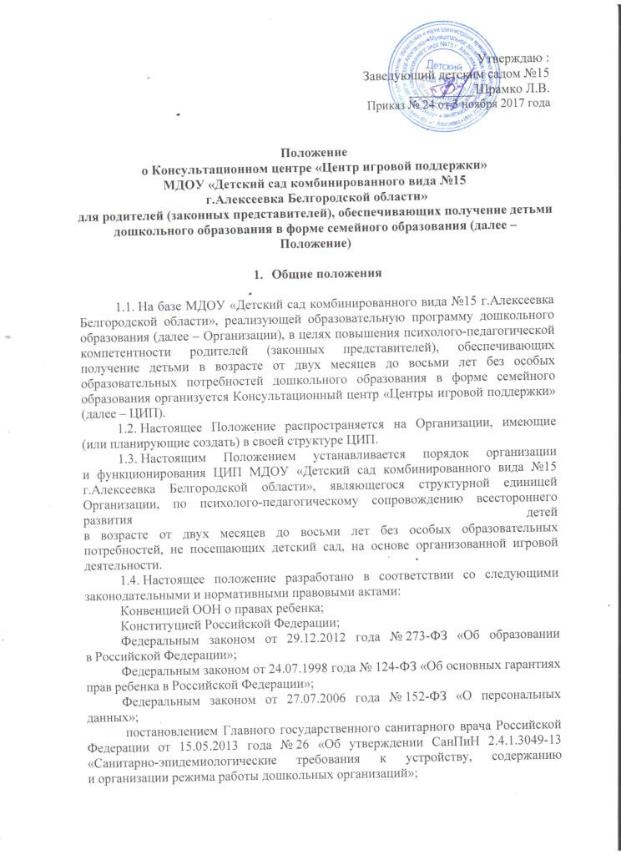 Утверждаю :
Заведующий детским садом №15
Шрамко Л.В.
Приказ № 24 от 3 ноября 2017 года
Детский
Положение
о Консультационном центре «Центр игровой поддержки»
МДОУ «Детский сад комбинированного вида №15
г.Алексеевка Белгородской области»
для родителей (законных представителей), обеспечивающих получение детьми
дошкольного образования в форме семейного образования (далее –
Положение)
1. Общие положения
1.1. На базе МДОУ «Детский сад комбинированного вида №15 г.Алексеевка
Белгородской области», реализующей образовательную программу дошкольного
образования (далее – Организации), в целях повышения психолого-педагогической
компетентности родителей (законных представителей), обеспечивающих
получение детьми в возрасте от двух месяцев до восьми лет без особых
образовательных потребностей дошкольного образования в форме семейного
образования организуется Консультационный центр «Центры игровой поддержки»
(далее – ЦИП).
1.2. Настоящее Положение распространяется на Организации, имеющие
(или планирующие создать) в своей структуре ЦИП.
1.3. Настоящим Положением устанавливается порядок организации
и функционирования ЦИП МДОУ «Детский сад комбинированного вида №15
г.Алексеевка Белгородской области», являющегося структурной единицей
Организации, по психолого-педагогическому сопровождению всестороннего
развития детей
в возрасте от двух месяцев до восьми лет без особых образовательных
потребностей, не посещающих детский сад, на основе организованной игровой
деятельности.
1.4. Настоящее положение разработано в соответствии со следующими
законодательными и нормативными правовыми актами:
Конвенцией ООН о правах ребенка;
Конституцией Российской Федерации;
Федеральным законом от 29.12.2012 года № 273-ФЗ «Об образовании
в Российской Федерации»;
Федеральным законом от 24.07.1998 года № 124-ФЗ «Об основных гарантиях
прав ребенка в Российской Федерации»;
Федеральным законом от 27.07.2006 года № 152-ФЗ «О персональных
данных»;
постановлением Главного государственного санитарного врача Российской
Федерации от 15.05.2013 года № 26 «Об утверждении СанПиН 2.4.1.3049-13
«Санитарно-эпидемиологические требования к устройству, содержанию
и организации режима работы дошкольных организаций»;